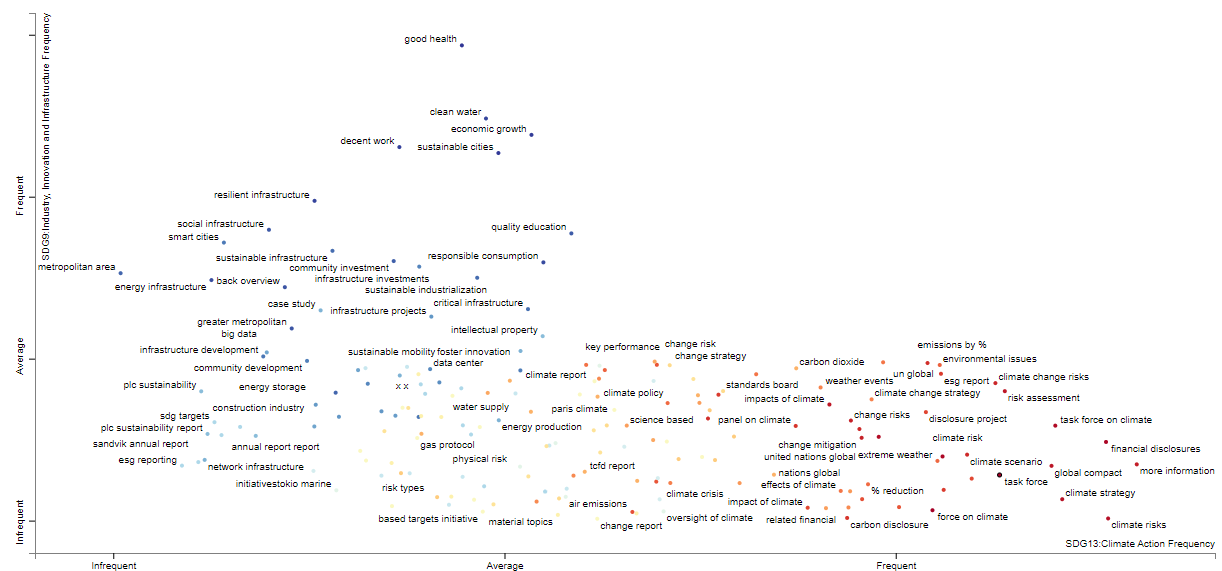 SDG9:Industry, Innovation and Infrastructure Frequency
good health
clean water
economic growth
decent work
sustainable cities
resilient infrastructure
Frequent
social infrastructure
quality education
smart cities
sustainable infrastructure
responsible consumption
metropolitan area
community investment
energy infrastructure
back overview
infrastructure investments
sustainable industrialization
case study
critical infrastructure
infrastructure projects
greater metropolitan
intellectual property
big data
Average
infrastructure development
sustainable mobility
foster innovation
key performance
change risk
emissions by %
change strategy
environmental issues
community development
data center
carbon dioxide
climate report
un global
climate change risks
esg report
plc sustainability
energy storage
standards board
weather events
climate policy
climate change strategy
risk assessment
x x
impacts of climate
construction industry
water supply
paris climate
sdg targets
science based
panel on climate
change risks
disclosure project
task force on climate
plc sustainability report
energy production
sandvik annual report
annual report report
gas protocol
change mitigation
climate risk
financial disclosures
esg reporting
network infrastructure
physical risk
tcfd report
united nations global
extreme weather
climate scenario
global compact
more information
nations global
initiativestokio marine
risk types
effects of climate
task force
climate crisis
% reduction
climate strategy
air emissions
impact of climate
based targets initiative
material topics
change report
oversight of climate
related financial
carbon disclosure
force on climate
climate risks
Infrequent
SDG13:Climate Action Frequency
Infrequent
Average
Frequent